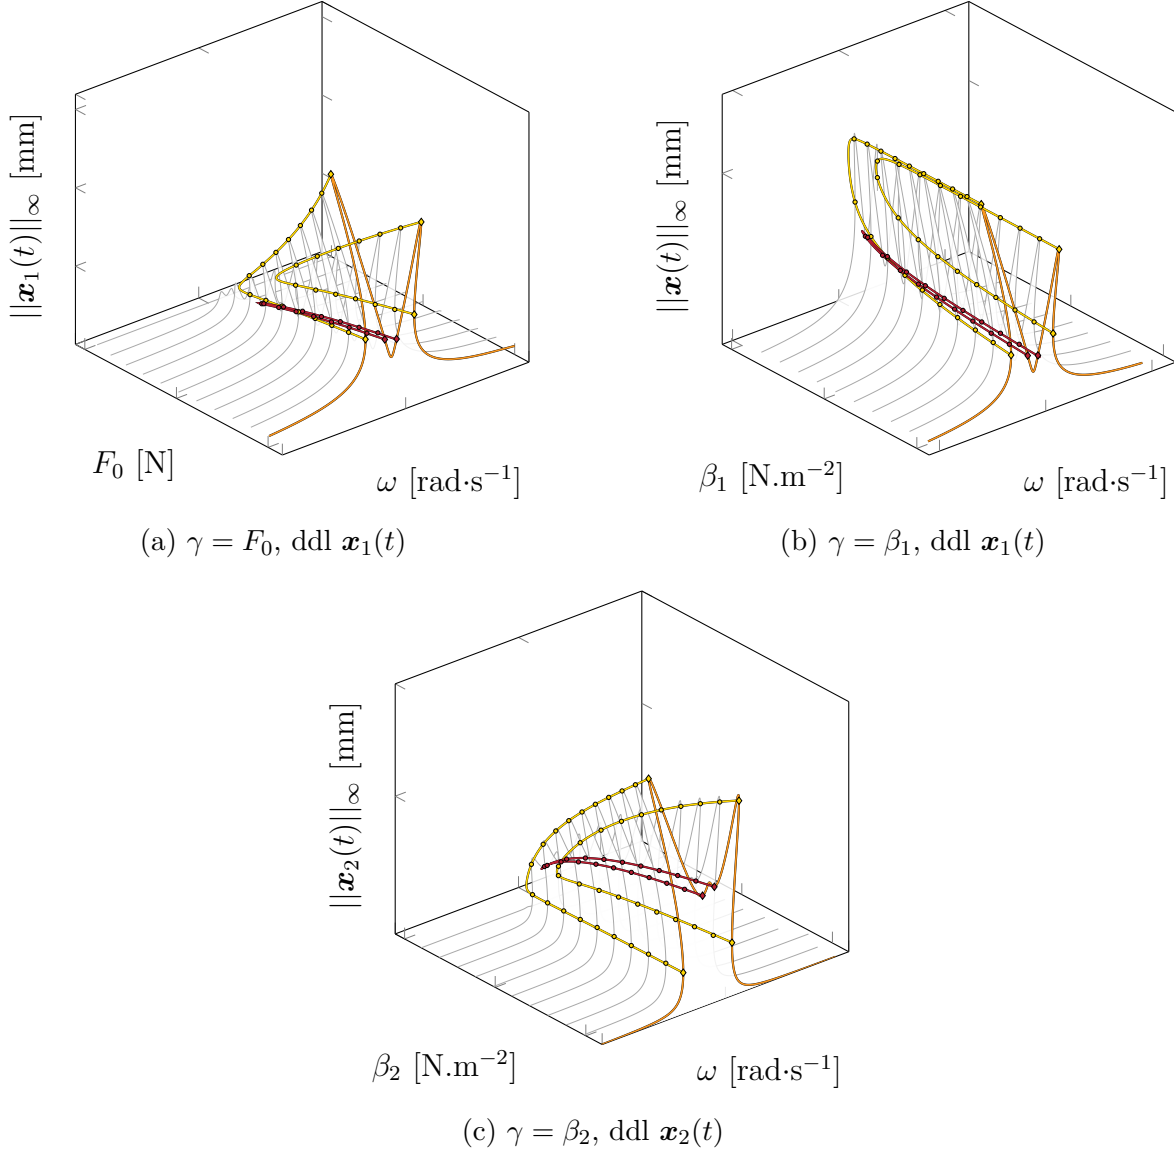 ||𝒙₁(t)||∞ [mm]
F₀ [N]
ω [rad·s⁻¹]
(a) γ = F₀, ddl 𝒙₁(t)
||𝒙(t)||∞ [mm]
β₁ [N.m⁻²]
ω [rad·s⁻¹]
(b) γ = β₁, ddl 𝒙₁(t)
||𝒙₂(t)||∞ [mm]
β₂ [N.m⁻²]
ω [rad·s⁻¹]
(c) γ = β₂, ddl 𝒙₂(t)